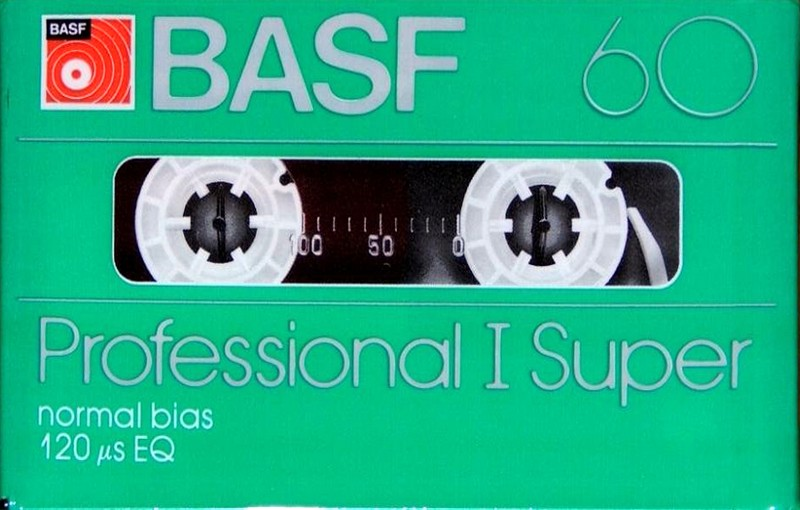 BASF
BASF
60
100 50 0
Professional I Super
normal bias
120 µs EQ